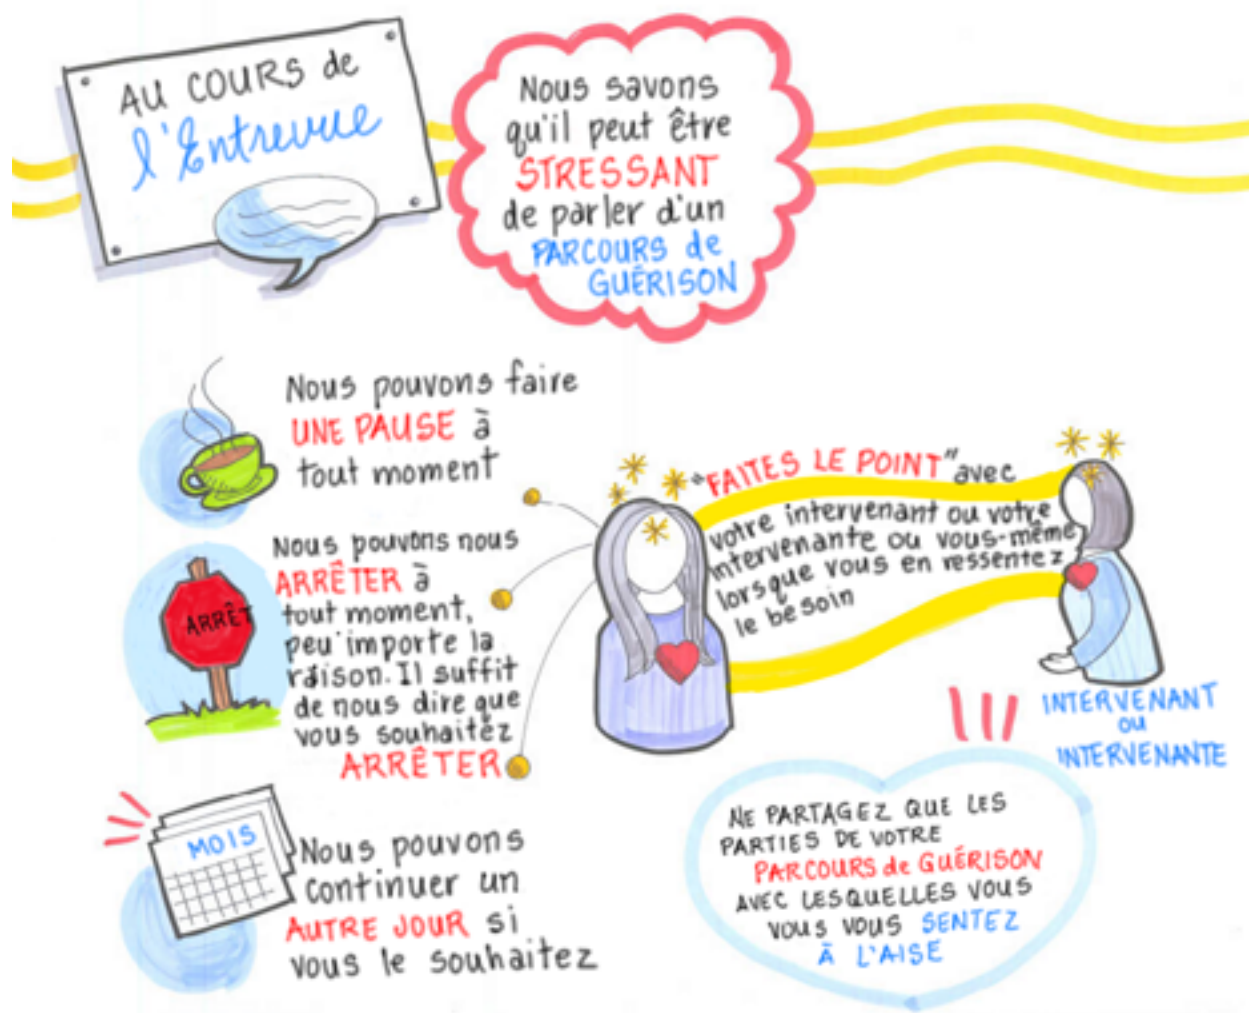 AU COURS de
l'Entrevue
Nous savons
qu'il peut être
STRESSANT
de parler d'un
PARCOURS de
GUÉRISON
Nous pouvons faire
UNE PAUSE à
tout moment
Nous pouvons nous
ARRÊTER à
tout moment,
peu importe la
raison. Il suffit
de nous dire que
vous souhaitez
ARRÊTER
ARRÊT
MOIS
Nous pouvons
continuer un
AUTRE JOUR si
vous le souhaitez
"FAITES LE POINT" avec
votre intervenant ou votre
intervenante ou vous-même
lorsque vous en ressentez
le besoin
INTERVENANT
OU
INTERVENANTE
NE PARTAGEZ QUE LES
PARTIES DE VOTRE
PARCOURS de GUÉRISON
AVEC LESQUELLES VOUS
VOUS VOUS SENTEZ
À L'AISE